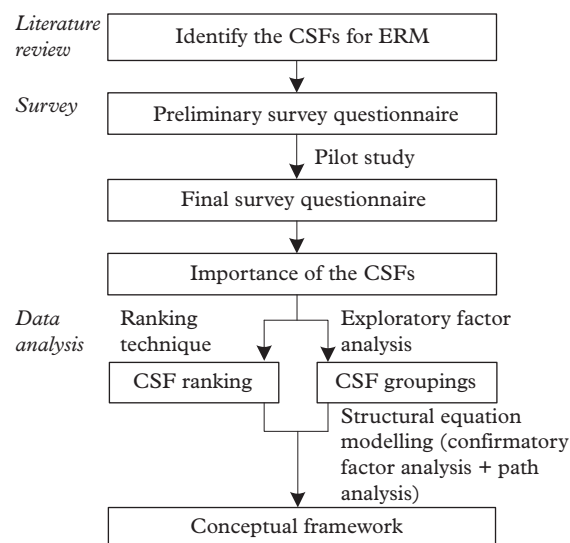 Literature
review
Identify the CSFs for ERM
Survey
Preliminary survey questionnaire
Pilot study
Final survey questionnaire
Importance of the CSFs
Data
analysis
Ranking
technique
Exploratory factor
analysis
CSF ranking
CSF groupings
Structural equation
modelling (confirmatory
factor analysis + path
analysis)
Conceptual framework